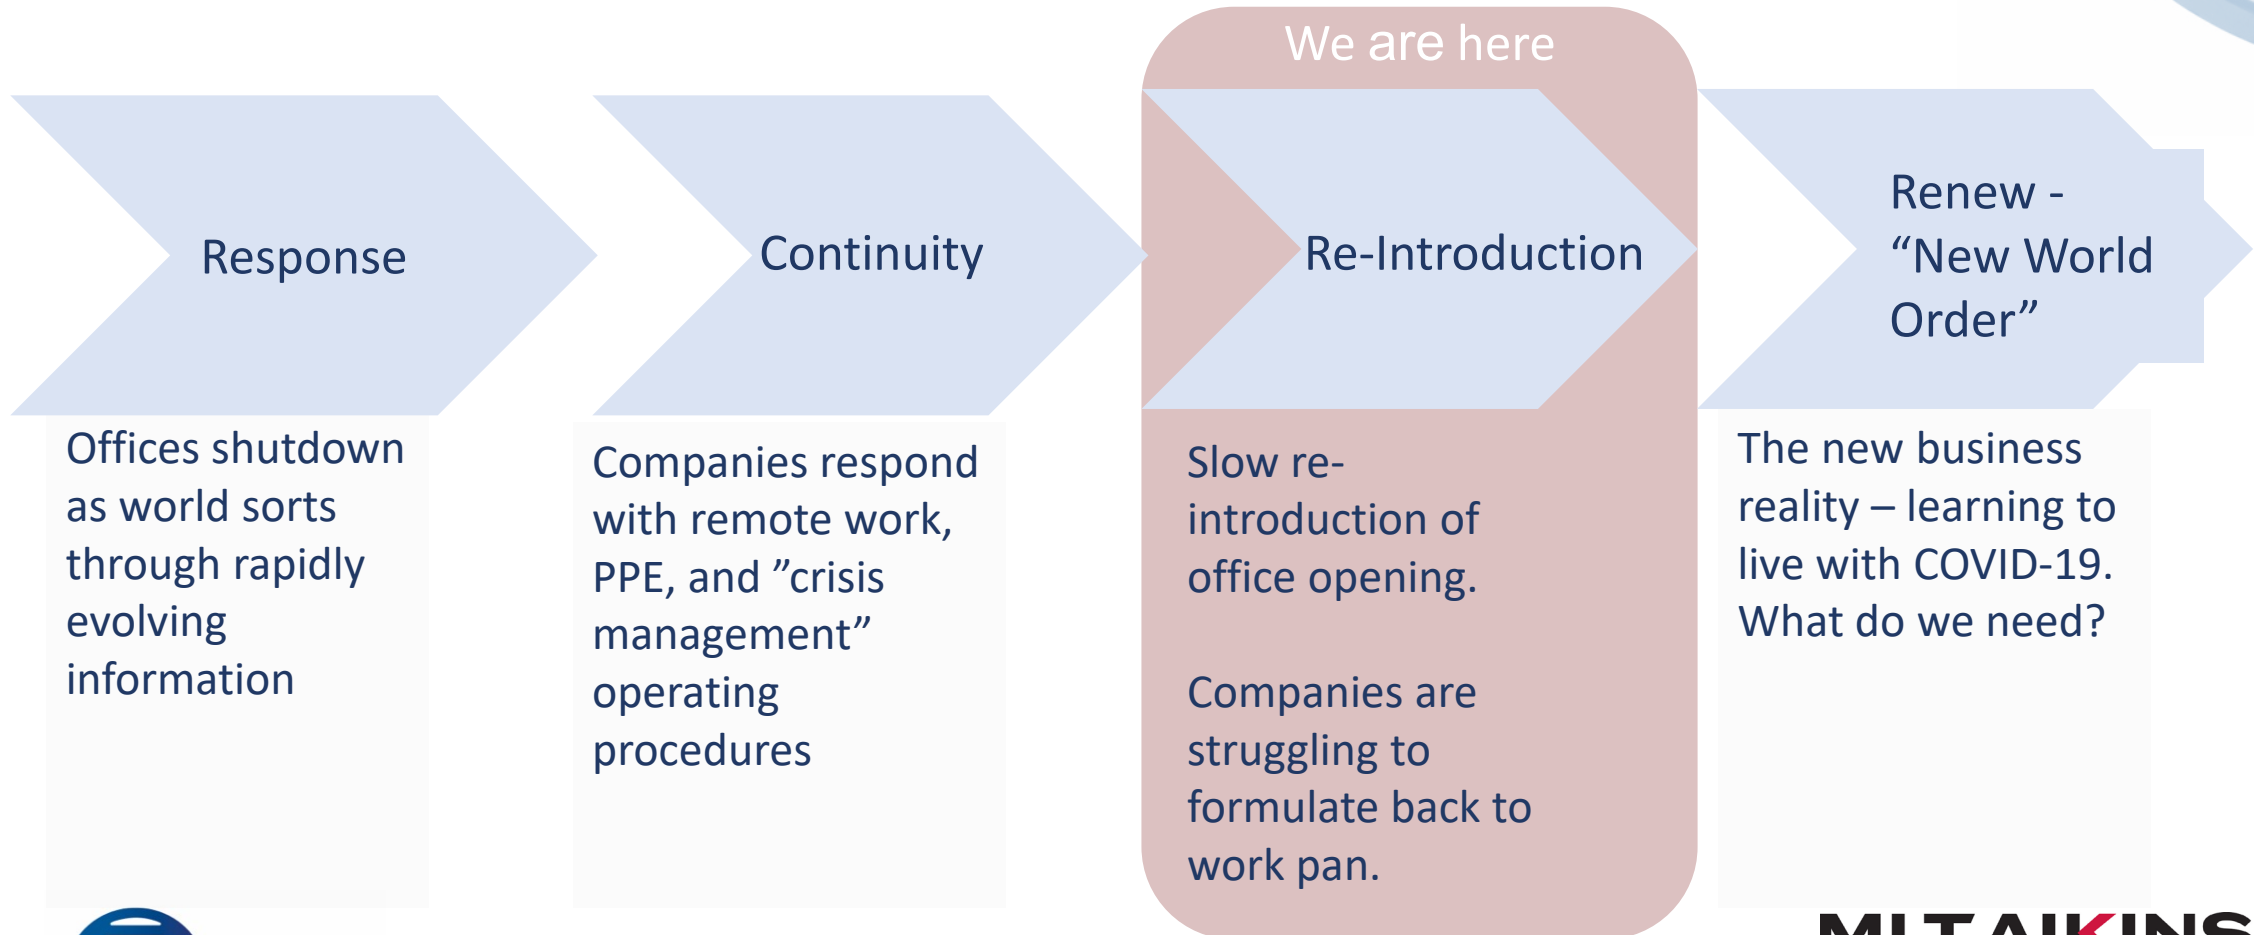 We are here
Response
Continuity
Re-Introduction
Renew -
“New World
Order”
Offices shutdown
as world sorts
through rapidly
evolving
information
Companies respond
with remote work,
PPE, and ”crisis
management”
operating
procedures
Slow re-
introduction of
office opening.
Companies are
struggling to
formulate back to
work pan.
The new business
reality – learning to
live with COVID-19.
What do we need?
MLT AIKINS